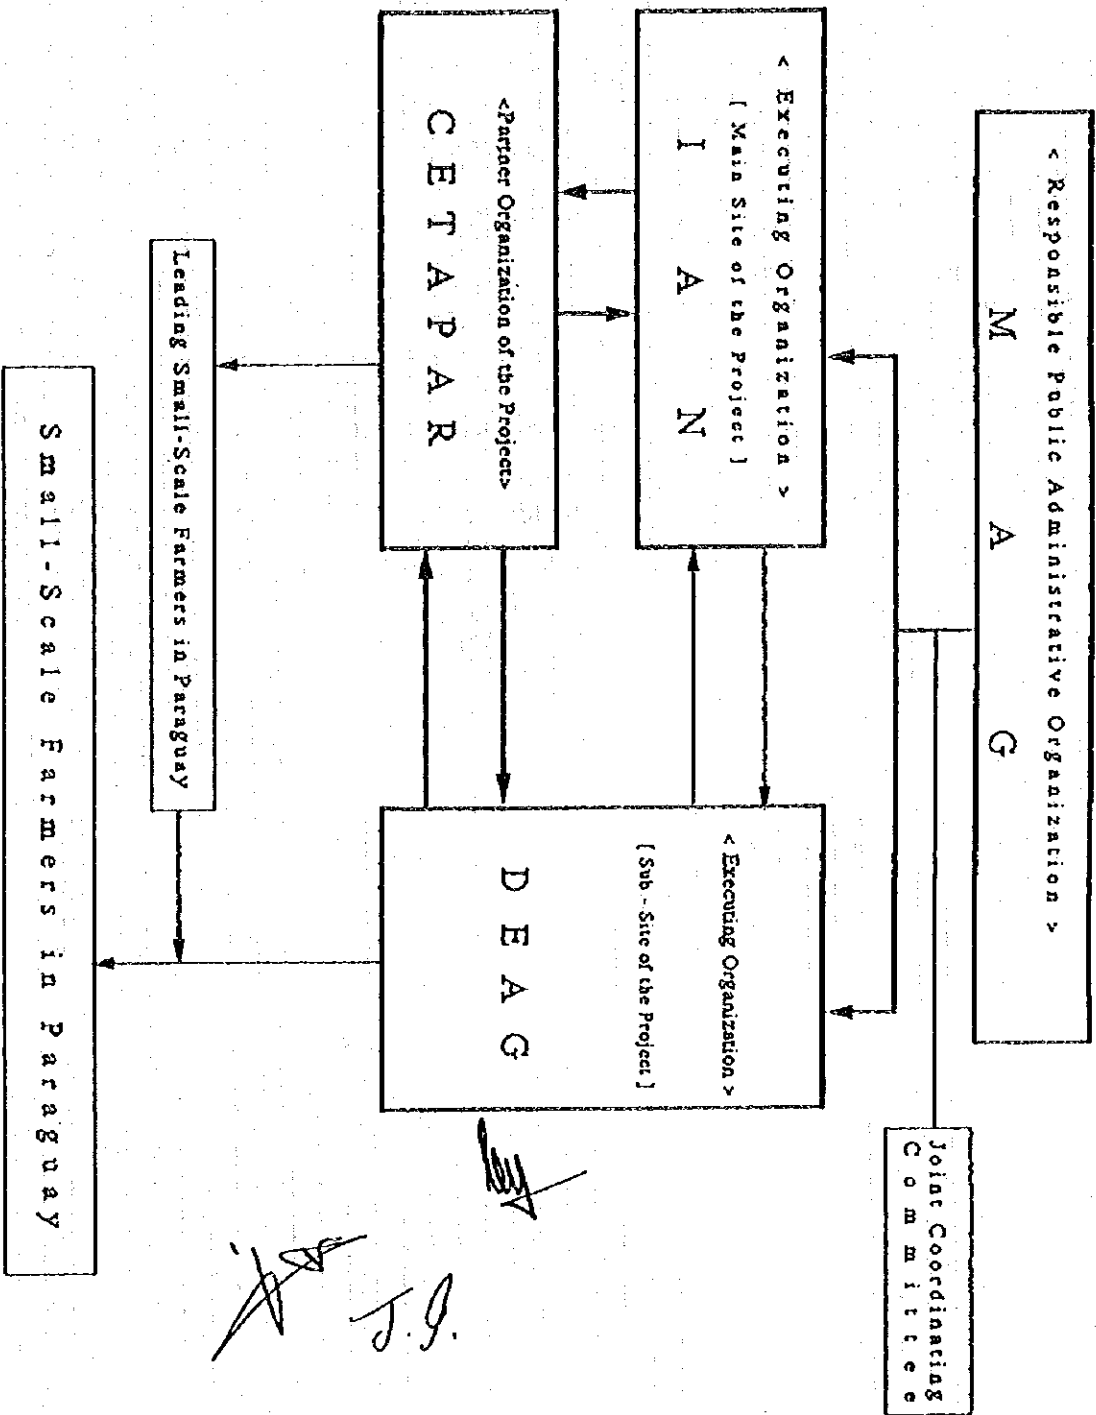 < Responsible Public Administrative Organization >
M A G
Joint Coordinating
Committee
< Executing Organization >
[ Main Site of the Project ]
I A N
< Executing Organization >
[ Sub - Site of the Project ]
D E A G
<Partner Organization of the Project>
C E T A P A R
Leading Small-Scale Farmers in Paraguay
Small-Scale Farmers in Paraguay
J.G.